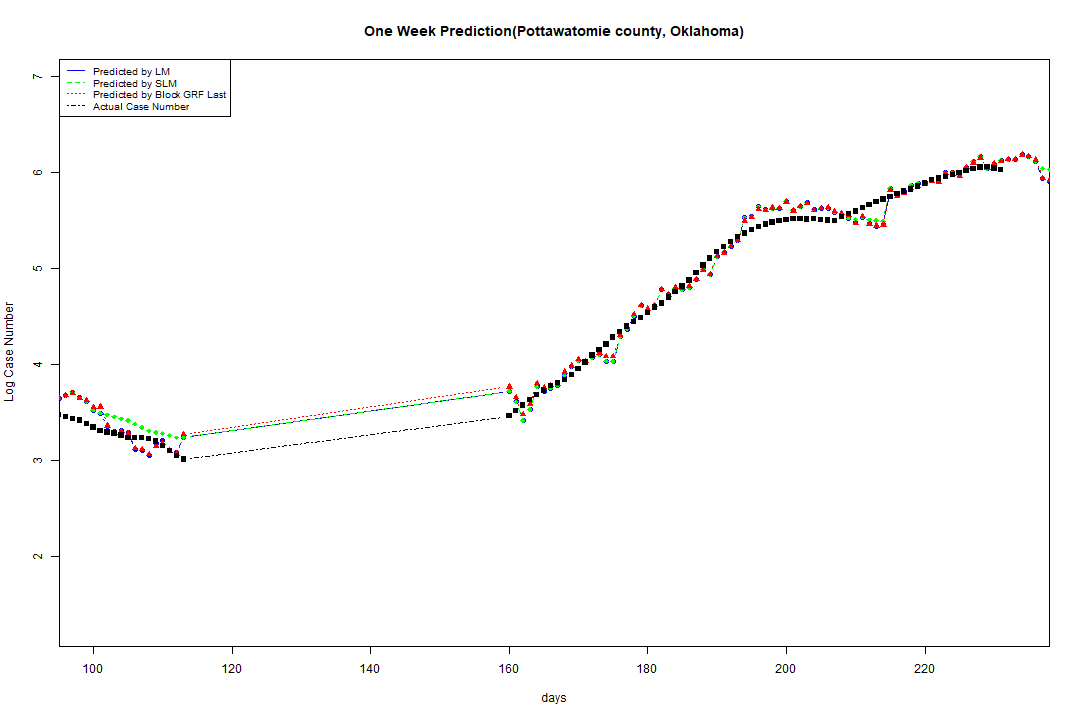 One Week Prediction(Pottawatomie county, Oklahoma)
Predicted by LM
Predicted by SLM
Predicted by Block GRF Last
Actual Case Number
7
6
5
4
3
2
Log Case Number
100 120 140 160 180 200 220
days